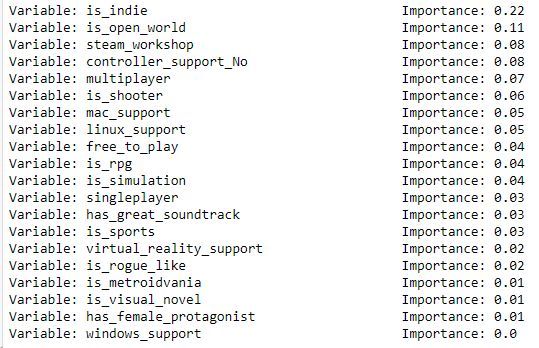 Variable: is_indie Importance: 0.22
Variable: is_open_world Importance: 0.11
Variable: steam_workshop Importance: 0.08
Variable: controller_support_No Importance: 0.08
Variable: multiplayer Importance: 0.07
Variable: is_shooter Importance: 0.06
Variable: mac_support Importance: 0.05
Variable: linux_support Importance: 0.05
Variable: free_to_play Importance: 0.04
Variable: is_rpg Importance: 0.04
Variable: is_simulation Importance: 0.04
Variable: singleplayer Importance: 0.03
Variable: has_great_soundtrack Importance: 0.03
Variable: is_sports Importance: 0.03
Variable: virtual_reality_support Importance: 0.02
Variable: is_rogue_like Importance: 0.02
Variable: is_metroidvania Importance: 0.01
Variable: is_visual_novel Importance: 0.01
Variable: has_female_protagonist Importance: 0.01
Variable: windows_support Importance: 0.0